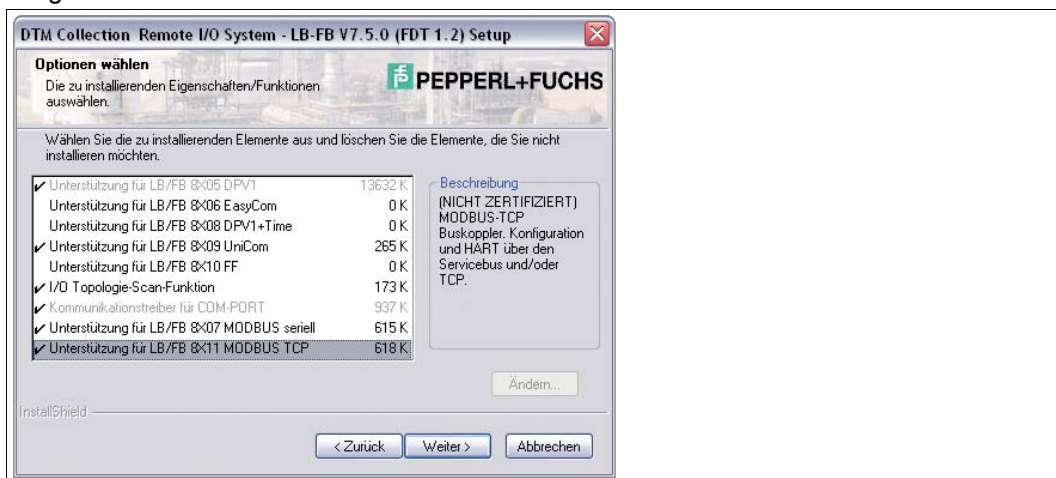 DTM Collection Remote I/O System - LB-FB V7.5.0 (FDT 1.2) Setup
Optionen wählen
Die zu installierenden Eigenschaften/Funktionen
auswählen.
PEPPERL+FUCHS
Wählen Sie die zu installierenden Elemente aus und löschen Sie die Elemente, die Sie nicht
installieren möchten.
Unterstützung für LB/FB 8X05 DPV1 13632 K
Unterstützung für LB/FB 8X06 EasyCom 0 K
Unterstützung für LB/FB 8X08 DPV1+Time 0 K
Unterstützung für LB/FB 8X09 UniCom 265 K
Unterstützung für LB/FB 8X10 FF 0 K
I/O Topologie-Scan-Funktion 173 K
Kommunikationstreiber für COM-PORT 937 K
Unterstützung für LB/FB 8X07 MODBUS seriell 615 K
Unterstützung für LB/FB 8X11 MODBUS TCP 618 K
Beschreibung
(NICHT ZERTIFIZIERT)
MODBUS-TCP
Buskoppler. Konfiguration
und HART über den
Servicebus und/oder
TCP.
Ändern...
InstallShield
< Zurück
Weiter >
Abbrechen